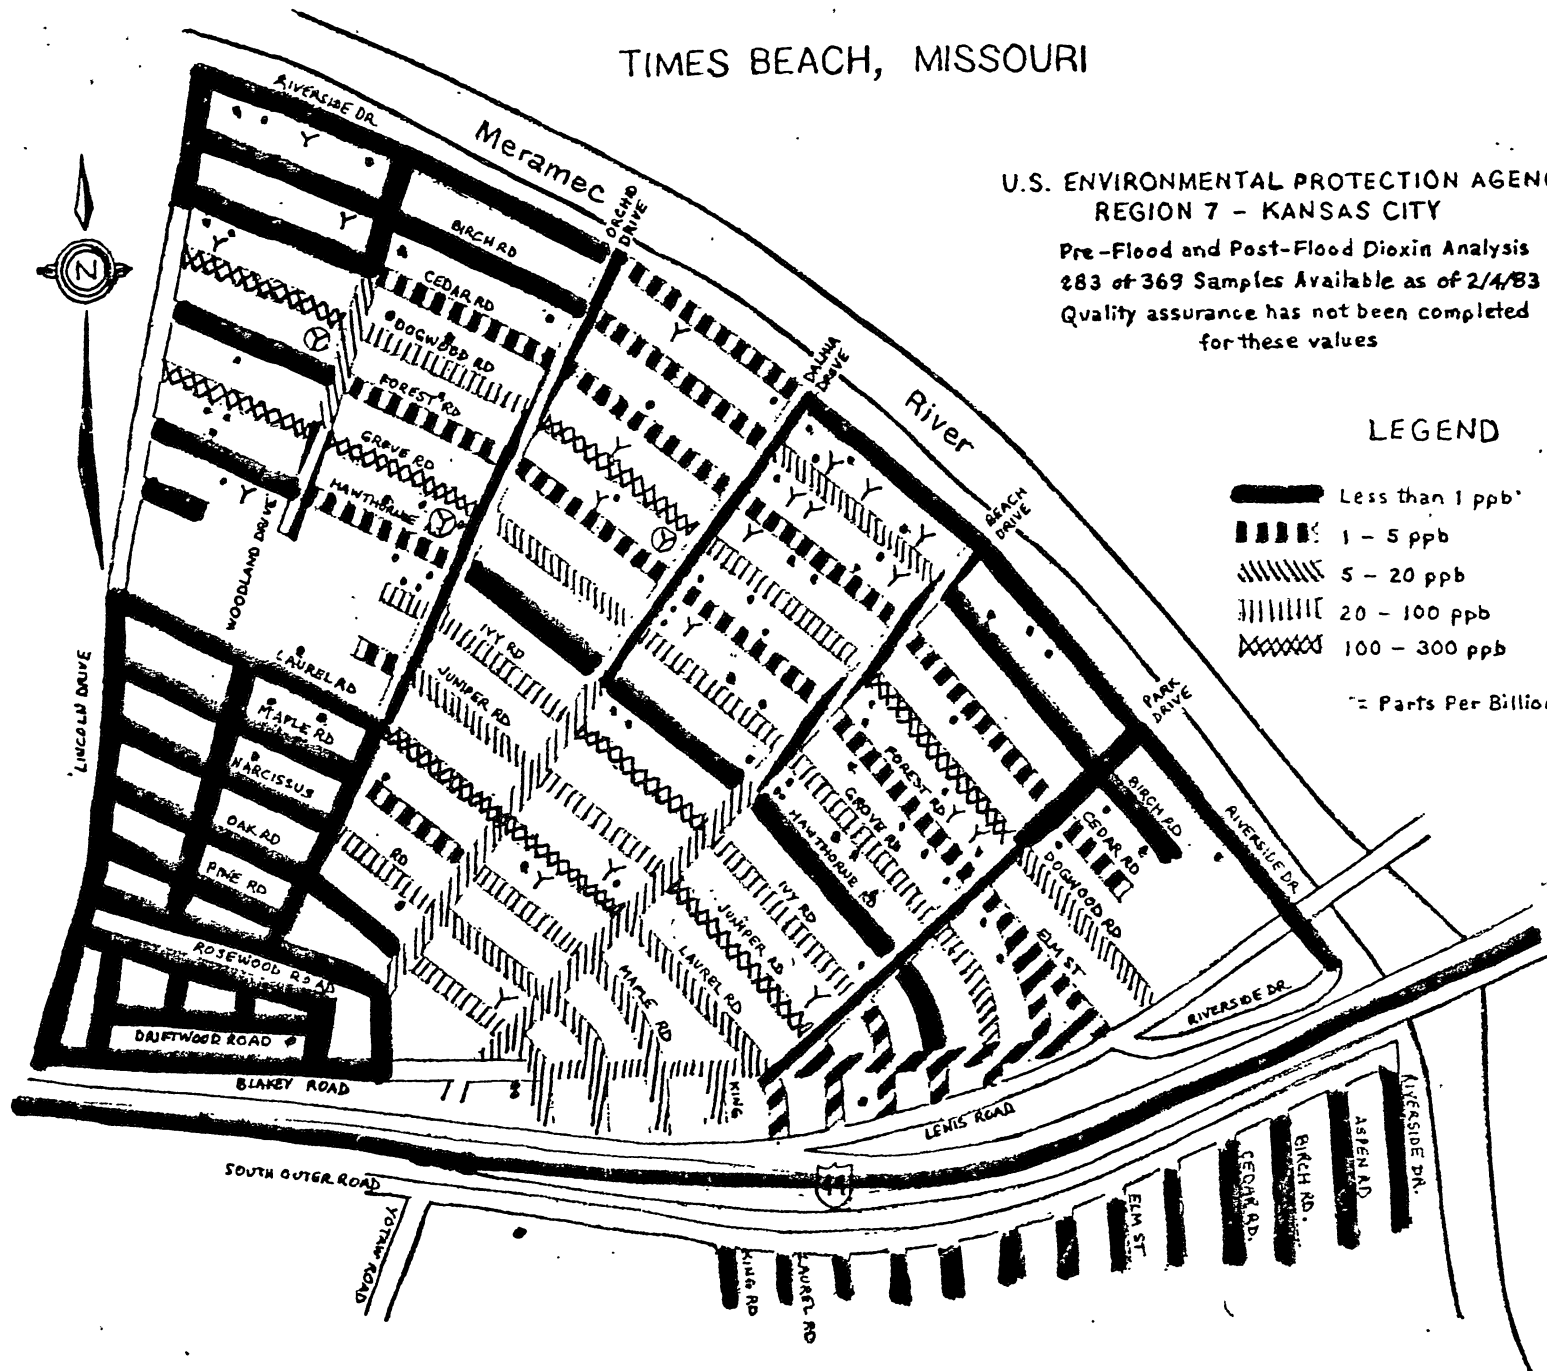 TIMES BEACH, MISSOURI
U.S. ENVIRONMENTAL PROTECTION AGENC
REGION 7 - KANSAS CITY
Pre-Flood and Post-Flood Dioxin Analysis
283 of 369 Samples Available as of 2/4/83
Quality assurance has not been completed
for these values
LEGEND
Less than 1 ppb*
1 - 5 ppb
5 - 20 ppb
20 - 100 ppb
100 - 300 ppb
= Parts Per Billion
N
RIVERSIDE DR
Meramec
River
ORCHID
DRIVE
BIRCH RD
CEDAR RD
DOGWOOD RD
FOREST RD
GROVE RD
HAWTHORNE
DALMA
DRIVE
BEACH
DRIVE
PARK
DRIVE
WOODLAND DRIVE
LINCOLN DRIVE
LAUREL RD
MAPLE RD
NARCISSUS
OAK RD
PINE RD
RD
IVY RD
JUNIPER RD
FOREST RD
GROVE RD
HAWTHORNE RD
IVY RD
JUNIPER RD
LAUREL RD
MAPLE RD
KING
BIRCH RD
CEDAR RD
DOGWOOD RD
ELM ST
RIVERSIDE DR.
RIVERSIDE DR
ROSEWOOD ROAD
DRIFTWOOD ROAD
BLAKEY ROAD
LEWIS ROAD
44
SOUTH OUTER ROAD
YOTAW ROAD
KING RD
LAUREL RD
ELM ST
CEDAR RD.
BIRCH RD.
ASPEN RD
RIVERSIDE DR.